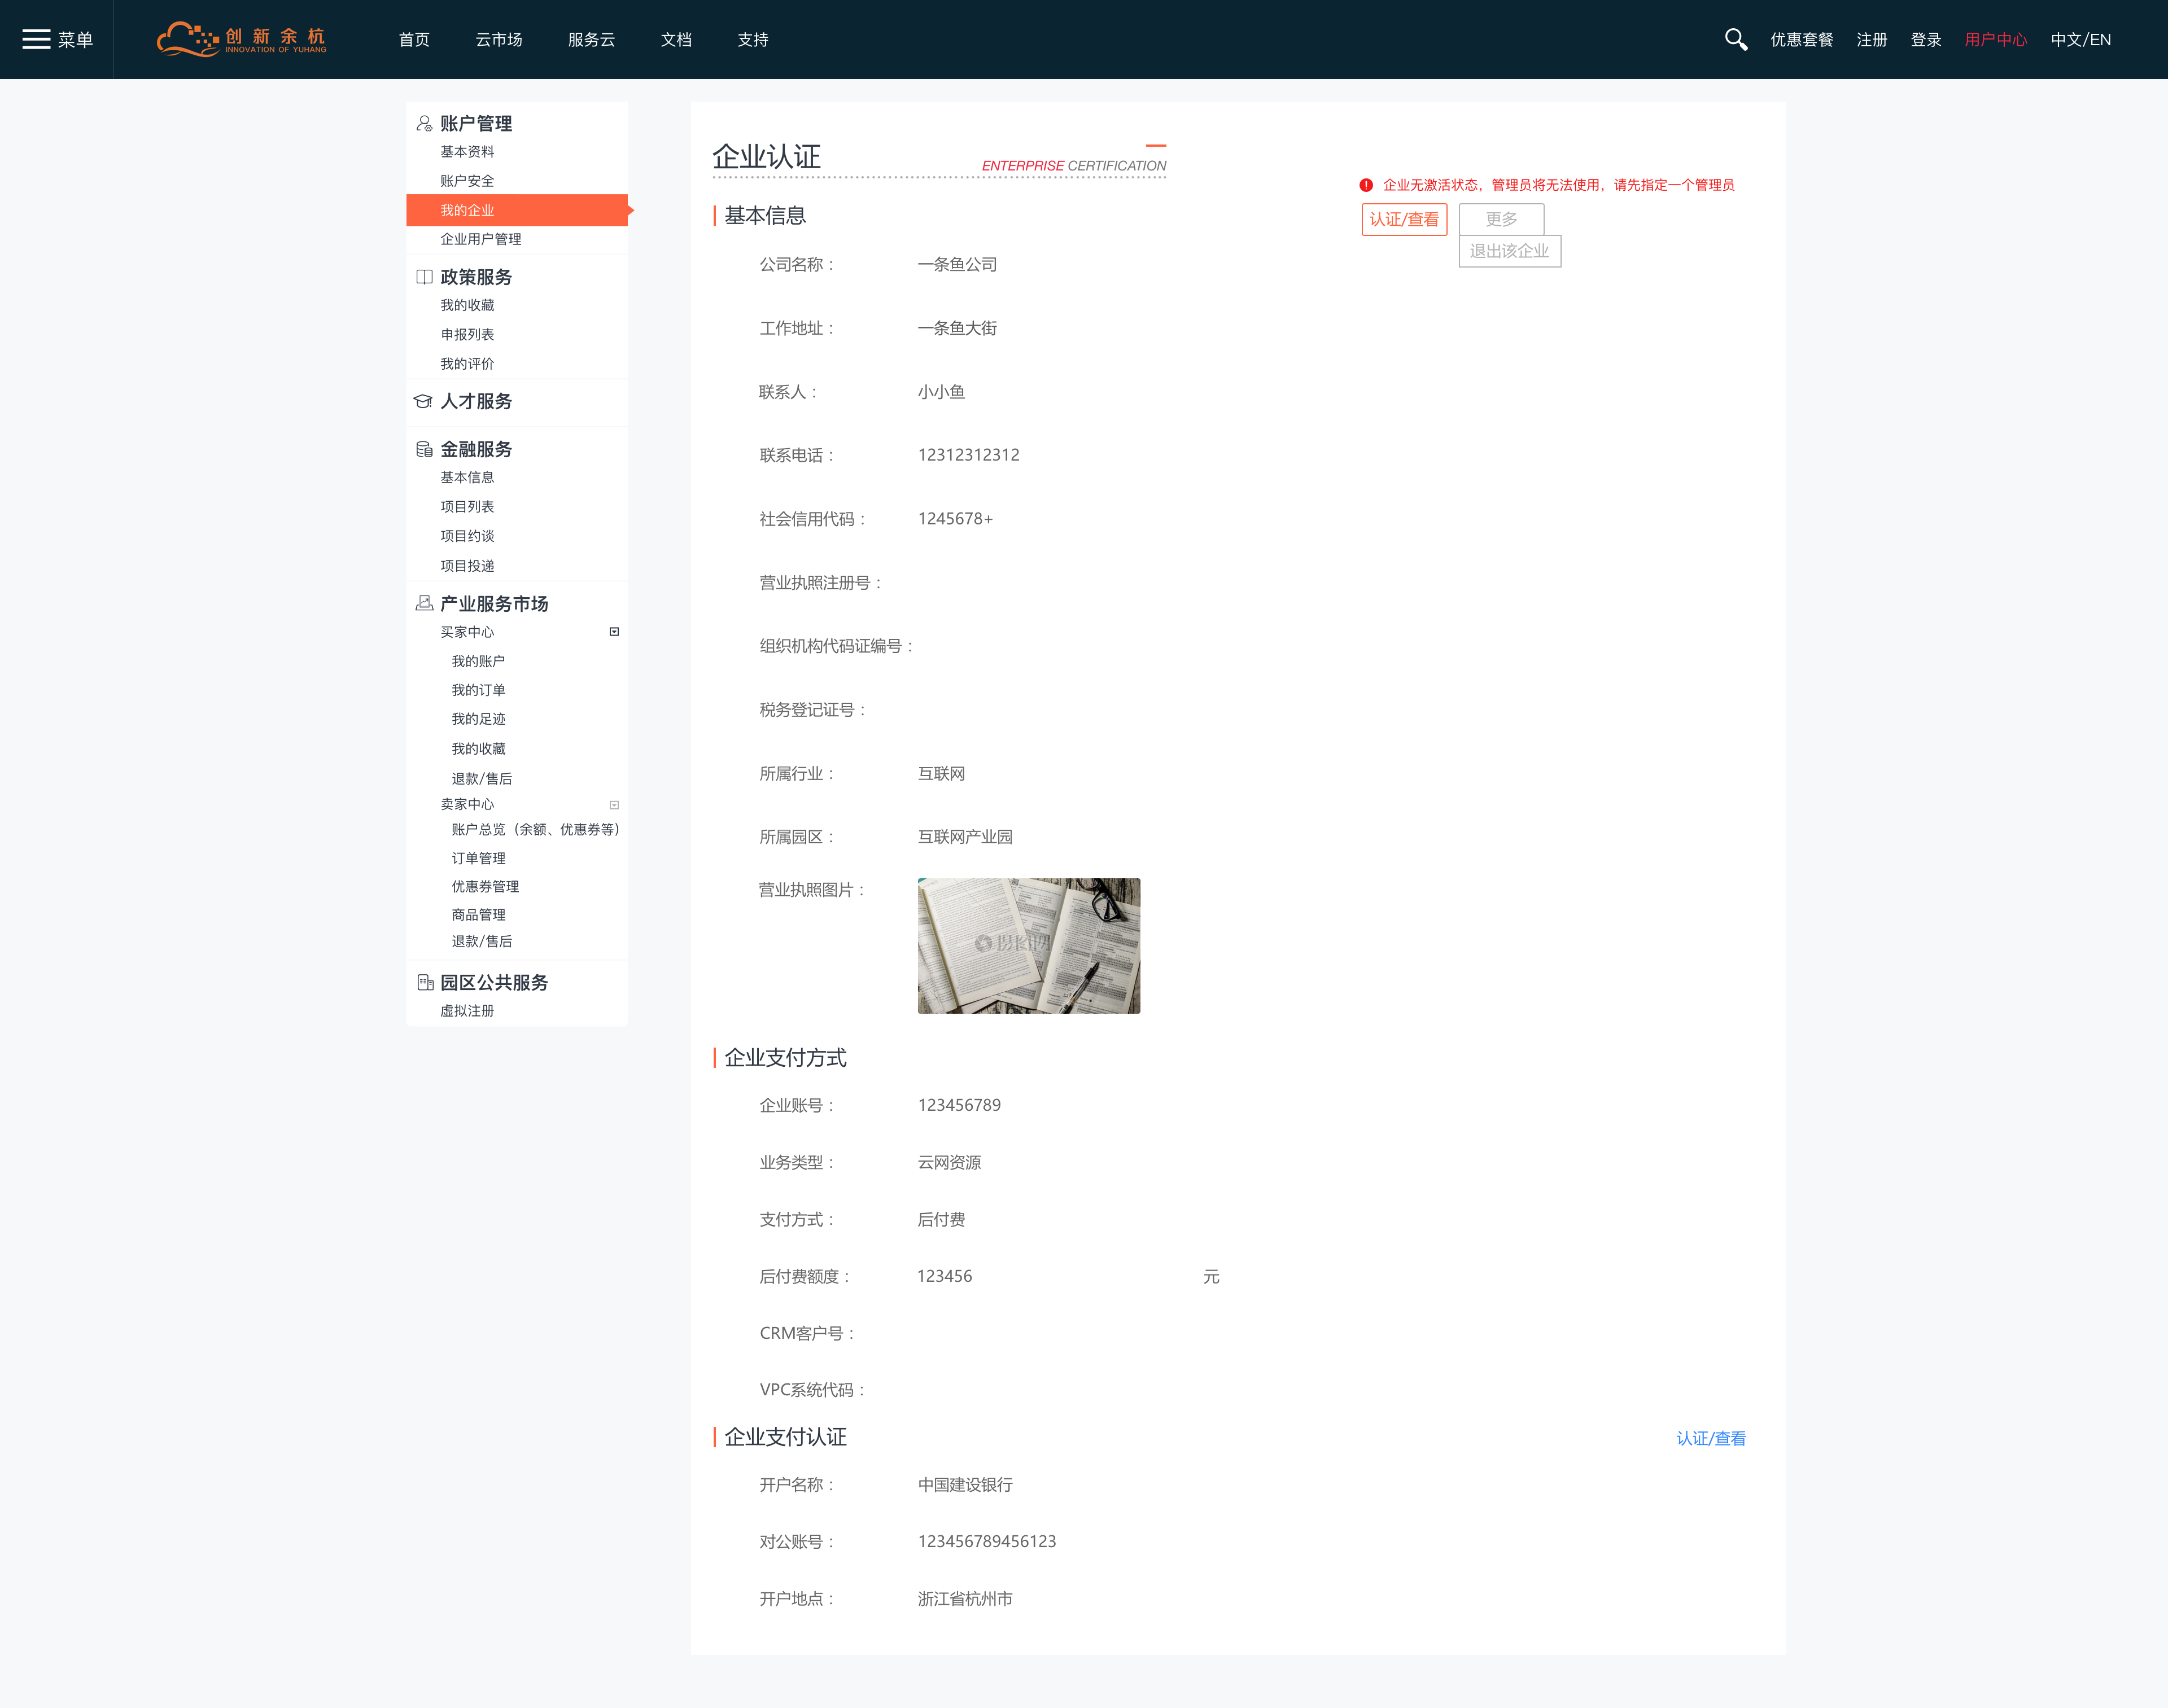 菜单
创新余杭
INNOVATION OF YUHANG
首页 云市场 服务云 文档 支持
优惠套餐 注册 登录 用户中心 中文/EN
账户管理
基本资料
账户安全
我的企业
企业用户管理
政策服务
我的收藏
申报列表
我的评价
人才服务
金融服务
基本信息
项目列表
项目约谈
项目投递
产业服务市场
买家中心
我的账户
我的订单
我的足迹
我的收藏
退款/售后
卖家中心
账户总览（余额、优惠券等）
订单管理
优惠券管理
商品管理
退款/售后
园区公共服务
虚拟注册
企业认证
ENTERPRISE CERTIFICATION
企业无激活状态，管理员将无法使用，请先指定一个管理员
认证/查看 更多
退出该企业
基本信息
公司名称： 一条鱼公司
工作地址： 一条鱼大街
联系人： 小小鱼
联系电话： 12312312312
社会信用代码： 1245678+
营业执照注册号：
组织机构代码证编号：
税务登记证号：
所属行业： 互联网
所属园区： 互联网产业园
营业执照图片：
企业支付方式
企业账号： 123456789
业务类型： 云网资源
支付方式： 后付费
后付费额度： 123456 元
CRM客户号：
VPC系统代码：
企业支付认证 认证/查看
开户名称： 中国建设银行
对公账号： 123456789456123
开户地点： 浙江省杭州市